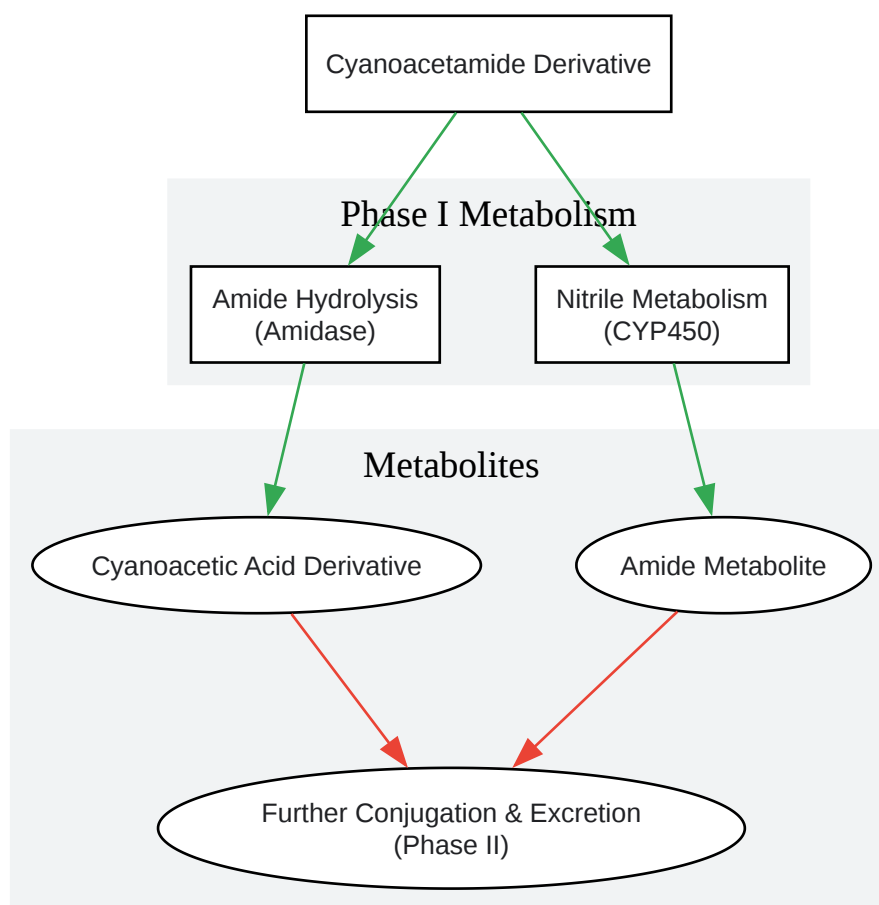 Cyanoacetamide Derivative
Phase I Metabolism
Amide Hydrolysis
(Amidase)
Nitrile Metabolism
(CYP450)
Metabolites
Cyanoacetic Acid Derivative
Amide Metabolite
Further Conjugation & Excretion
(Phase II)